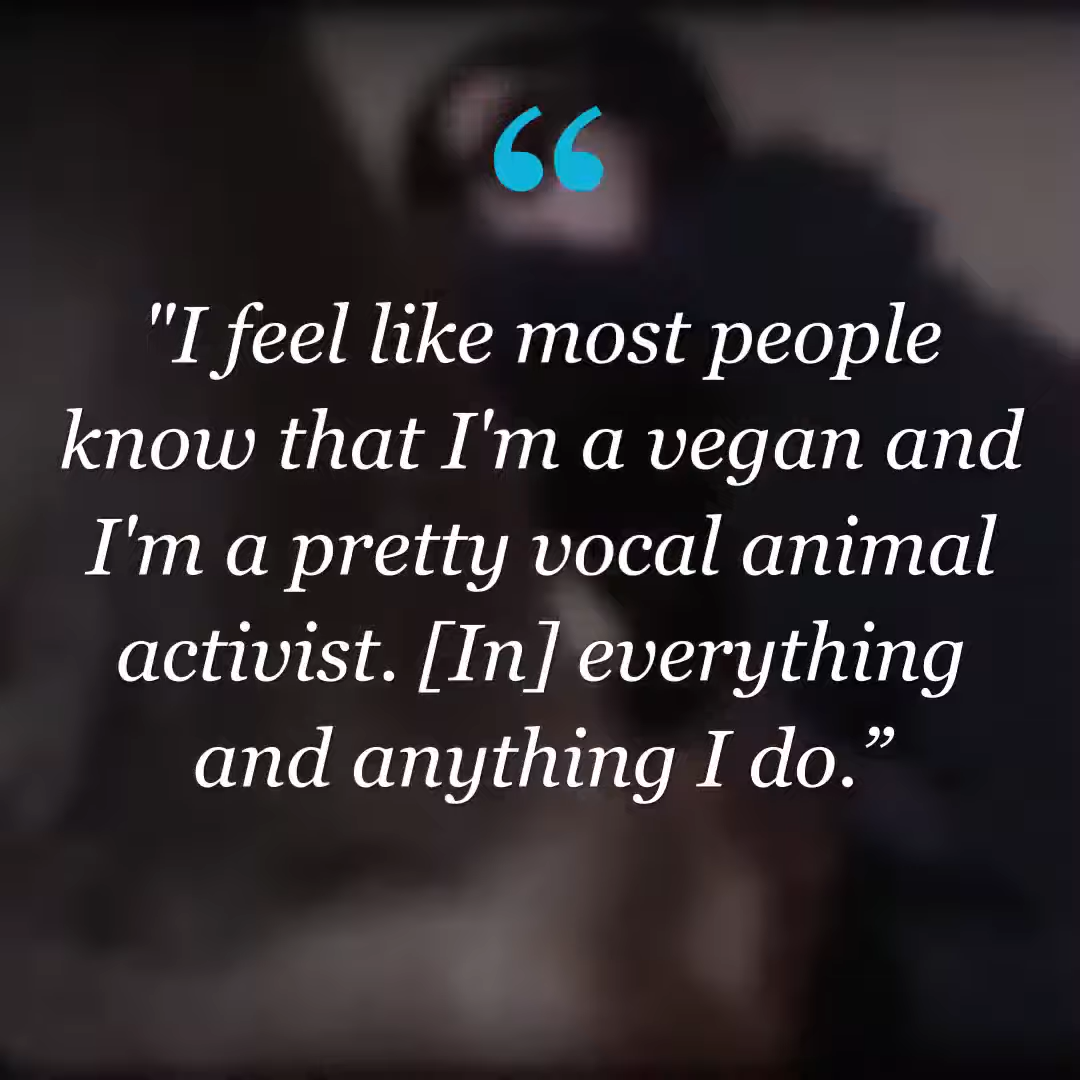 “
"I feel like most people
know that I'm a vegan and
I'm a pretty vocal animal
activist. [In] everything
and anything I do.”